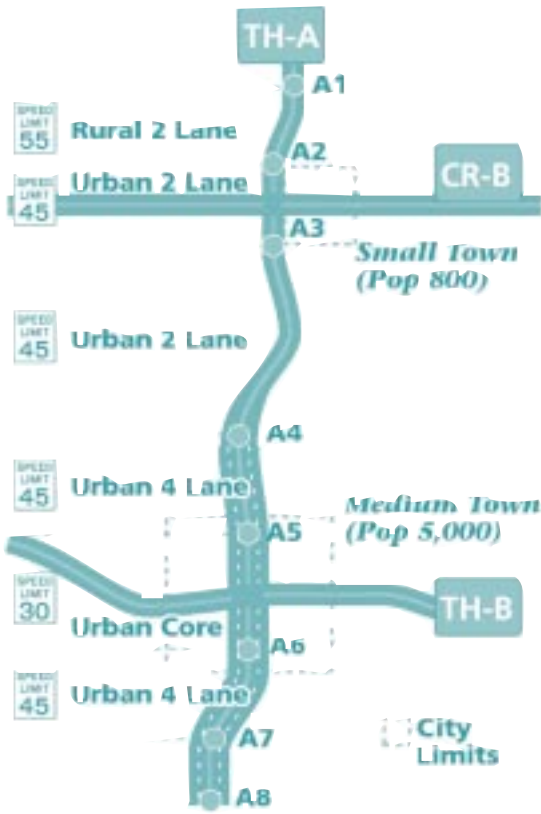 TH-A
A1
SPEED
LIMIT
55
Rural 2 Lane
A2
SPEED
LIMIT
45
Urban 2 Lane
CR-B
A3
Small Town
(Pop 800)
SPEED
LIMIT
45
Urban 2 Lane
A4
SPEED
LIMIT
45
Urban 4 Lane
Medium Town
(Pop 5,000)
A5
SPEED
LIMIT
30
TH-B
Urban Core
A6
SPEED
LIMIT
45
Urban 4 Lane
A7
City
Limits
A8